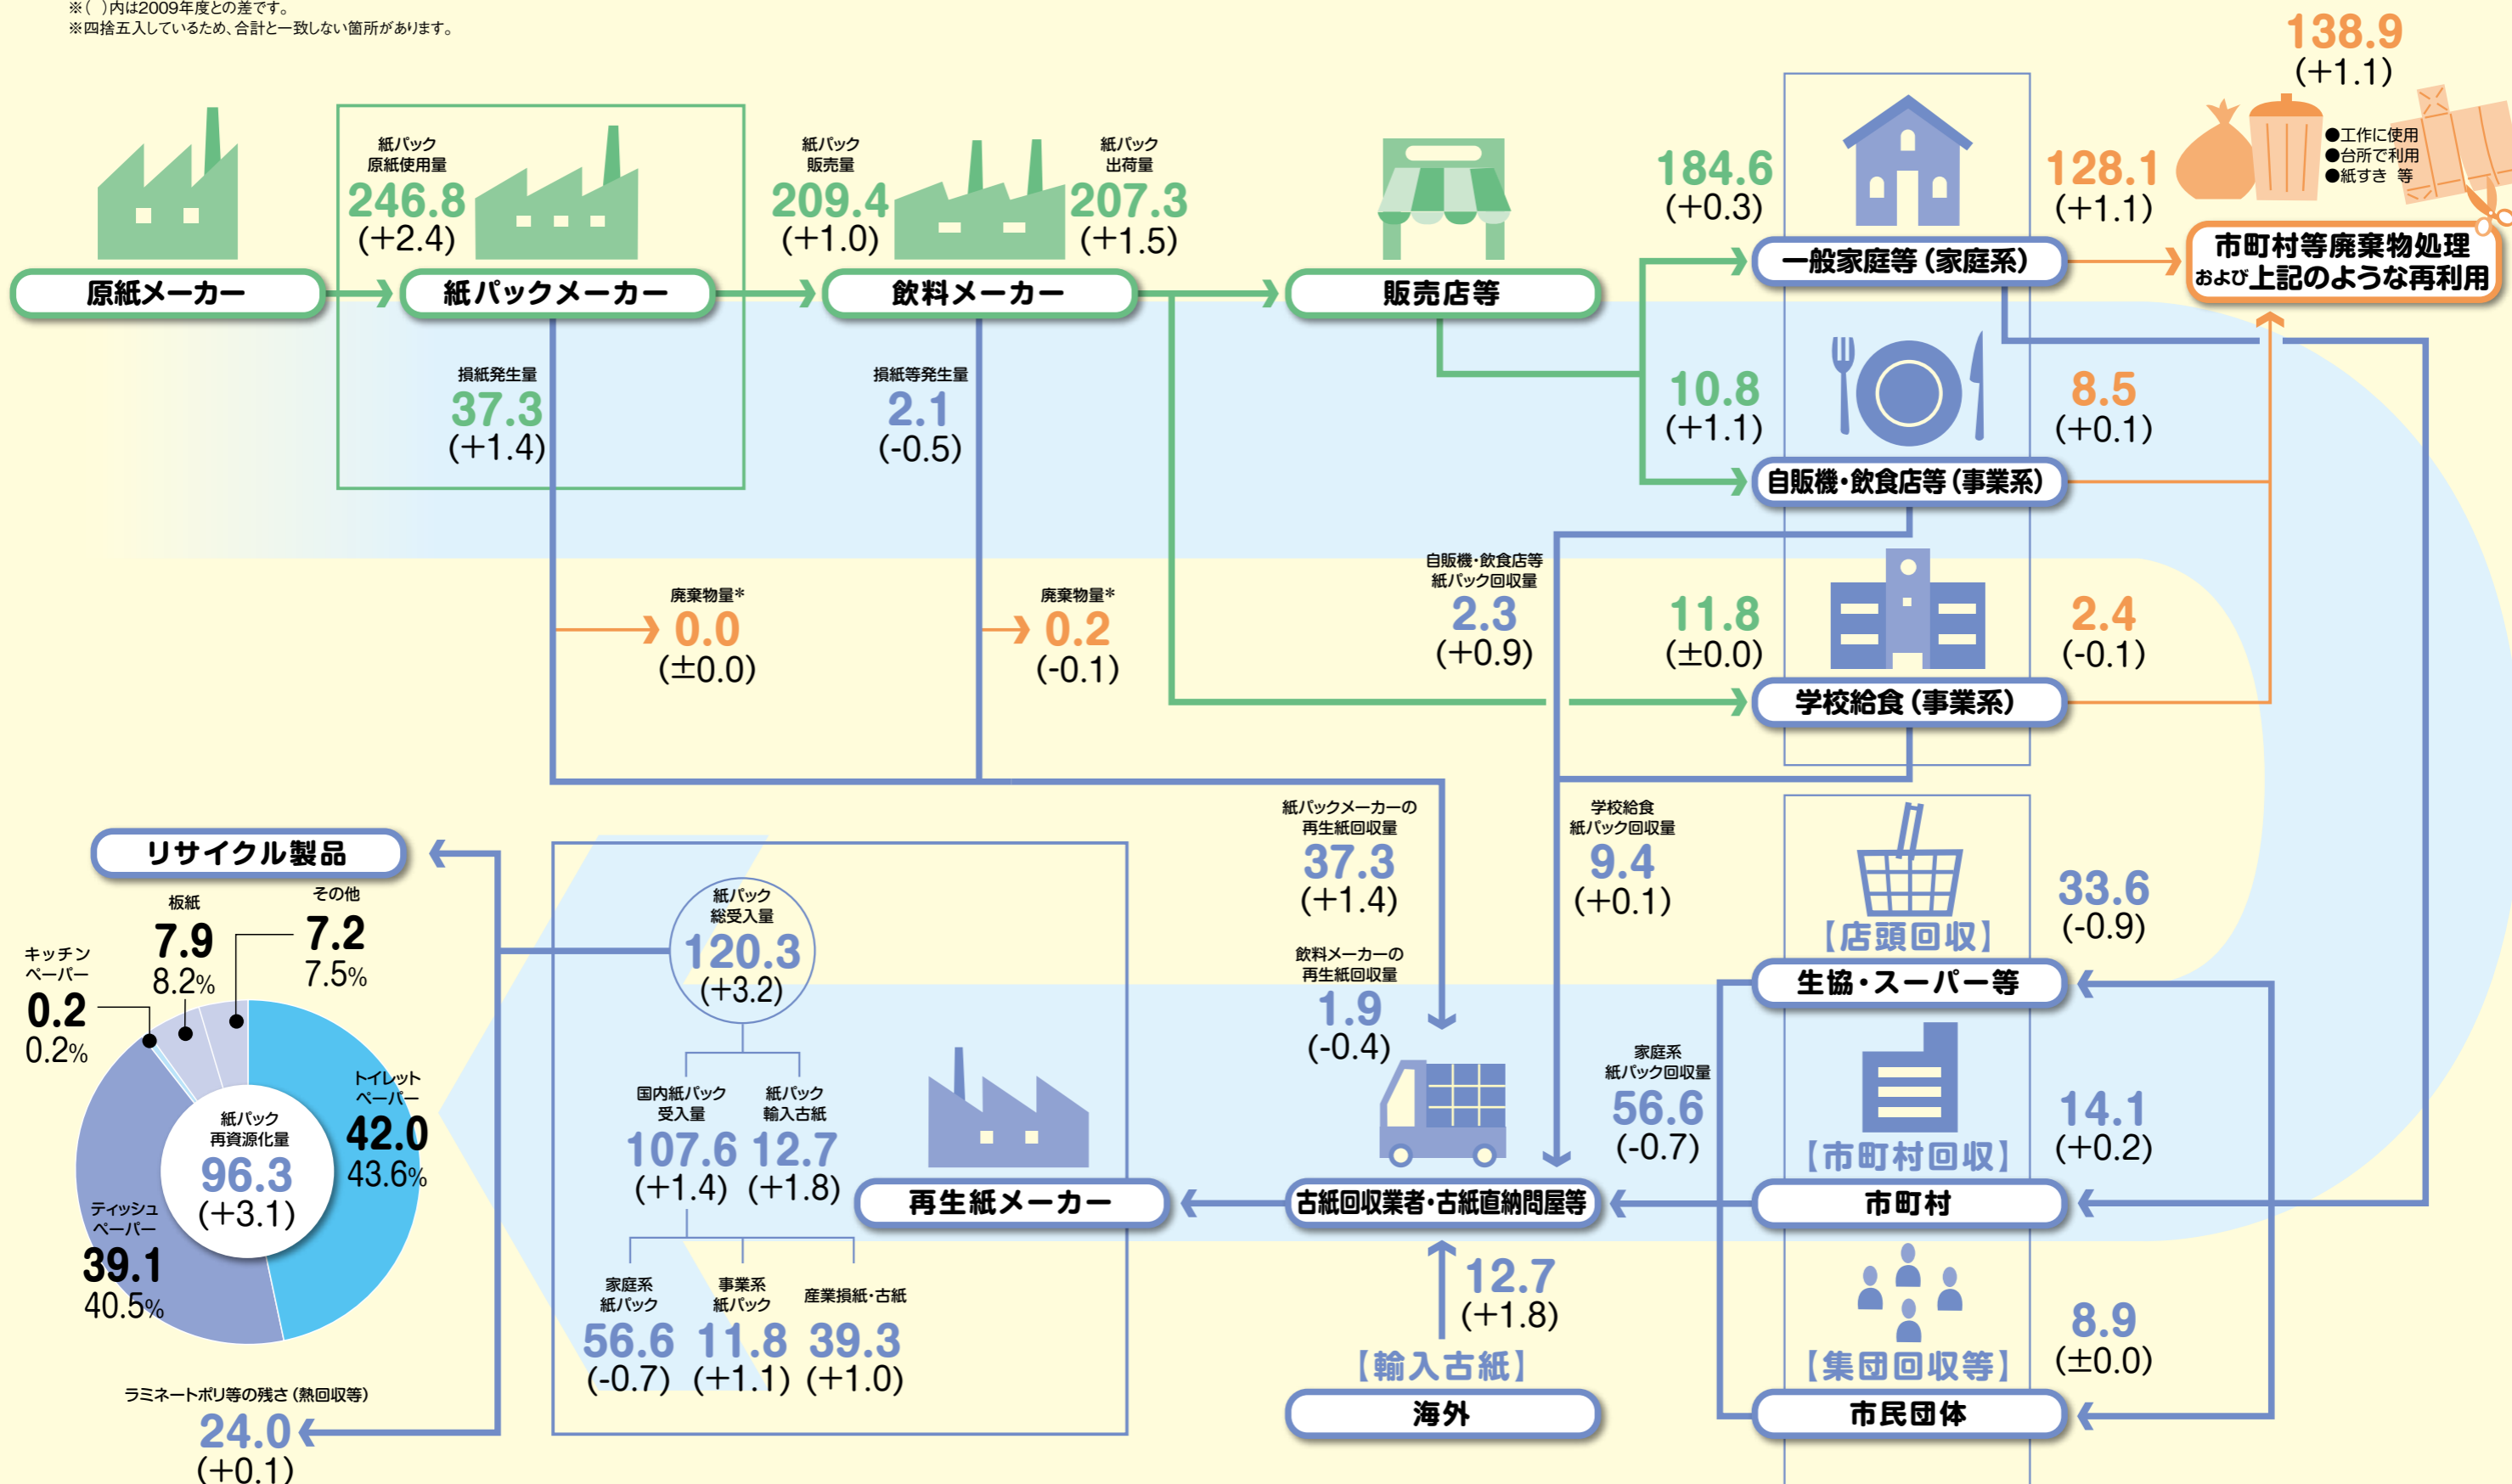 ※( )内は2009年度との差です。
※四捨五入しているため、合計と一致しない箇所があります。
原紙メーカー
紙パック
原紙使用量
246.8
(+2.4)
紙パックメーカー
損紙発生量
37.3
(+1.4)
紙パック
販売量
209.4
(+1.0)
飲料メーカー
紙パック
出荷量
207.3
(+1.5)
損紙等発生量
2.1
(-0.5)
販売店等
184.6
(+0.3)
一般家庭等(家庭系)
128.1
(+1.1)
138.9
(+1.1)
●工作に使用
●台所で利用
●紙すき 等
市町村等廃棄物処理
および上記のような再利用
10.8
(+1.1)
自販機・飲食店等(事業系)
8.5
(+0.1)
廃棄物量*
0.0
(±0.0)
廃棄物量*
0.2
(-0.1)
自販機・飲食店等
紙パック回収量
2.3
(+0.9)
11.8
(±0.0)
学校給食(事業系)
2.4
(-0.1)
紙パックメーカーの
再生紙回収量
37.3
(+1.4)
飲料メーカーの
再生紙回収量
1.9
(-0.4)
学校給食
紙パック回収量
9.4
(+0.1)
【店頭回収】
生協・スーパー等
33.6
(-0.9)
家庭系
紙パック回収量
56.6
(-0.7)
【市町村回収】
市町村
14.1
(+0.2)
【集団回収等】
市民団体
8.9
(±0.0)
古紙回収業者・古紙直納問屋等
12.7
(+1.8)
【輸入古紙】
海外
再生紙メーカー
紙パック
総受入量
120.3
(+3.2)
国内紙パック
受入量
107.6
(+1.4)
紙パック
輸入古紙
12.7
(+1.8)
家庭系
紙パック
56.6
(-0.7)
事業系
紙パック
11.8
(+1.1)
産業損紙・古紙
39.3
(+1.0)
リサイクル製品
その他
7.2
7.5%
板紙
7.9
8.2%
キッチン
ペーパー
0.2
0.2%
トイレット
ペーパー
42.0
43.6%
紙パック
再資源化量
96.3
(+3.1)
ティッシュ
ペーパー
39.1
40.5%
ラミネートポリ等の残さ(熱回収等)
24.0
(+0.1)